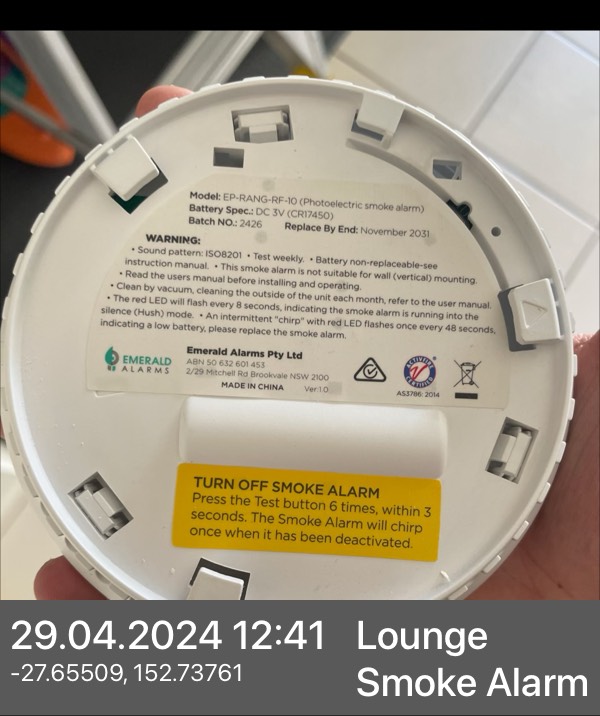 Model: EP-RANG-RF-10 (Photoelectric smoke alarm)
Battery Spec.: DC 3V (CR17450)
Batch NO.: 2426 Replace By End: November 2031
WARNING:
• Sound pattern: ISO8201 • Test weekly. • Battery non-replaceable-see
instruction manual. • This smoke alarm is not suitable for wall (vertical) mounting.
• Read the users manual before installing and operating.
• Clean by vacuum, cleaning the outside of the unit each month, refer to the user manual.
• The red LED will flash every 8 seconds, indicating the smoke alarm is running into the
silence (Hush) mode. • An intermittent "chirp" with red LED flashes once every 48 seconds,
indicating a low battery, please replace the smoke alarm.
EMERALD
ALARMS
Emerald Alarms Pty Ltd
ABN 50 632 601 453
2/29 Mitchell Rd Brookvale NSW 2100
MADE IN CHINA Ver:1.0
ACTIVFIRE
CERTIFIED
AS3786: 2014
TURN OFF SMOKE ALARM
Press the Test button 6 times, within 3
seconds. The Smoke Alarm will chirp
once when it has been deactivated.
29.04.2024 12:41
-27.65509, 152.73761
Lounge
Smoke Alarm